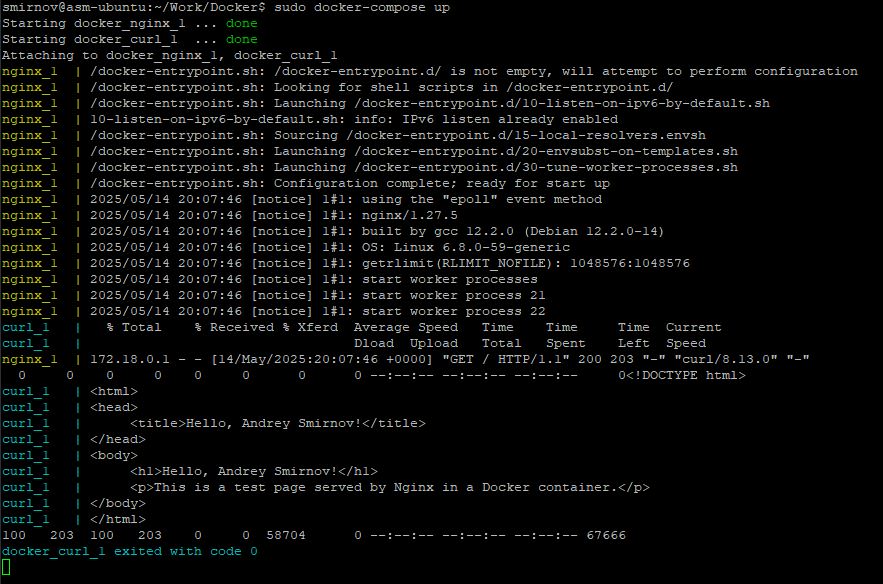 smirnov@asm-ubuntu:~/Work/Docker$ sudo docker-compose up
Starting docker_nginx_1 ... done
Starting docker_curl_1  ... done
Attaching to docker_nginx_1, docker_curl_1
nginx_1  | /docker-entrypoint.sh: /docker-entrypoint.d/ is not empty, will attempt to perform configuration
nginx_1  | /docker-entrypoint.sh: Looking for shell scripts in /docker-entrypoint.d/
nginx_1  | /docker-entrypoint.sh: Launching /docker-entrypoint.d/10-listen-on-ipv6-by-default.sh
nginx_1  | 10-listen-on-ipv6-by-default.sh: info: IPv6 listen already enabled
nginx_1  | /docker-entrypoint.sh: Sourcing /docker-entrypoint.d/15-local-resolvers.envsh
nginx_1  | /docker-entrypoint.sh: Launching /docker-entrypoint.d/20-envsubst-on-templates.sh
nginx_1  | /docker-entrypoint.sh: Launching /docker-entrypoint.d/30-tune-worker-processes.sh
nginx_1  | /docker-entrypoint.sh: Configuration complete; ready for start up
nginx_1  | 2025/05/14 20:07:46 [notice] 1#1: using the "epoll" event method
nginx_1  | 2025/05/14 20:07:46 [notice] 1#1: nginx/1.27.5
nginx_1  | 2025/05/14 20:07:46 [notice] 1#1: built by gcc 12.2.0 (Debian 12.2.0-14)
nginx_1  | 2025/05/14 20:07:46 [notice] 1#1: OS: Linux 6.8.0-59-generic
nginx_1  | 2025/05/14 20:07:46 [notice] 1#1: getrlimit(RLIMIT_NOFILE): 1048576:1048576
nginx_1  | 2025/05/14 20:07:46 [notice] 1#1: start worker processes
nginx_1  | 2025/05/14 20:07:46 [notice] 1#1: start worker process 21
nginx_1  | 2025/05/14 20:07:46 [notice] 1#1: start worker process 22
curl_1   |   % Total    % Received % Xferd  Average Speed   Time    Time     Time  Current
curl_1   |                                  Dload  Upload   Total   Spent    Left  Speed
nginx_1  | 172.18.0.1 - - [14/May/2025:20:07:46 +0000] "GET / HTTP/1.1" 200 203 "-" "curl/8.13.0" "-"
  0     0    0     0    0     0      0      0 --:--:-- --:--:-- --:--:--     0<!DOCTYPE html>
curl_1   | <html>
curl_1   | <head>
curl_1   |      <title>Hello, Andrey Smirnov!</title>
curl_1   | </head>
curl_1   | <body>
curl_1   |      <h1>Hello, Andrey Smirnov!</h1>
curl_1   |      <p>This is a test page served by Nginx in a Docker container.</p>
curl_1   | </body>
curl_1   | </html>
100   203  100   203    0     0  58704      0 --:--:-- --:--:-- --:--:-- 67666
docker_curl_1 exited with code 0